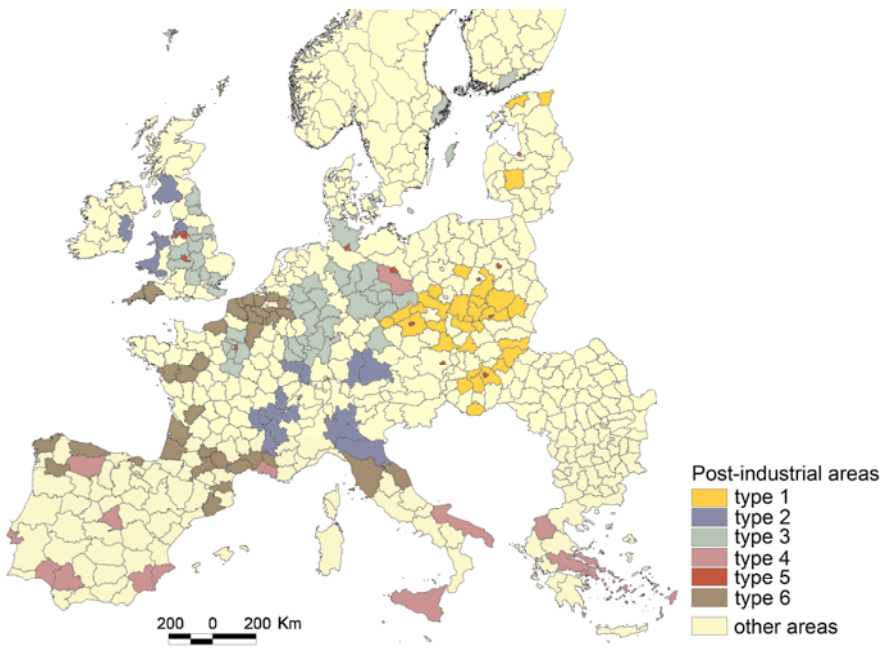 Post-industrial areas
type 1
type 2
type 3
type 4
type 5
type 6
other areas
200 0 200 Km